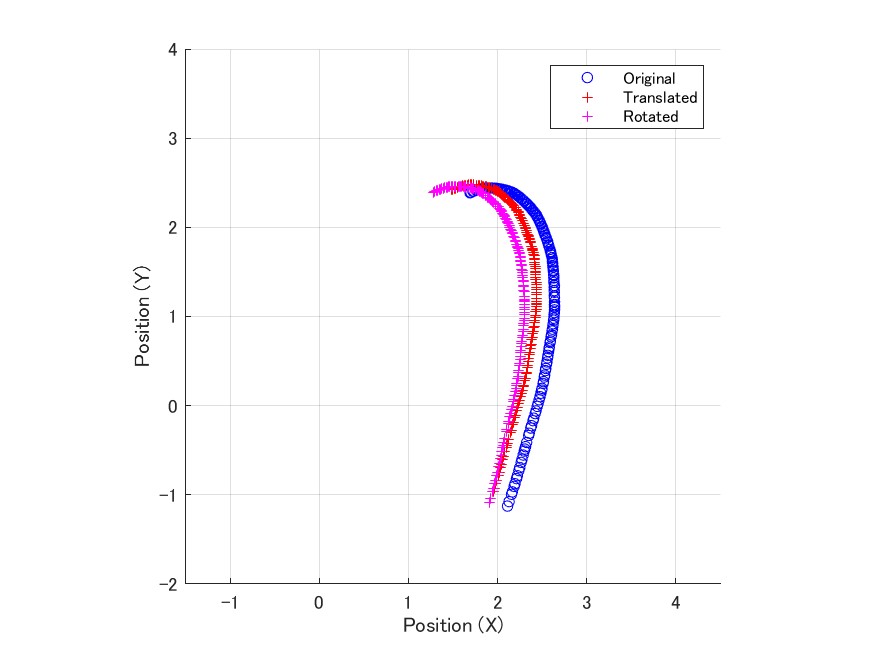 4
3
2
1
0
−1
−2
−1
0
1
2
3
4
Position (Y)
Position (X)
Original
Translated
Rotated